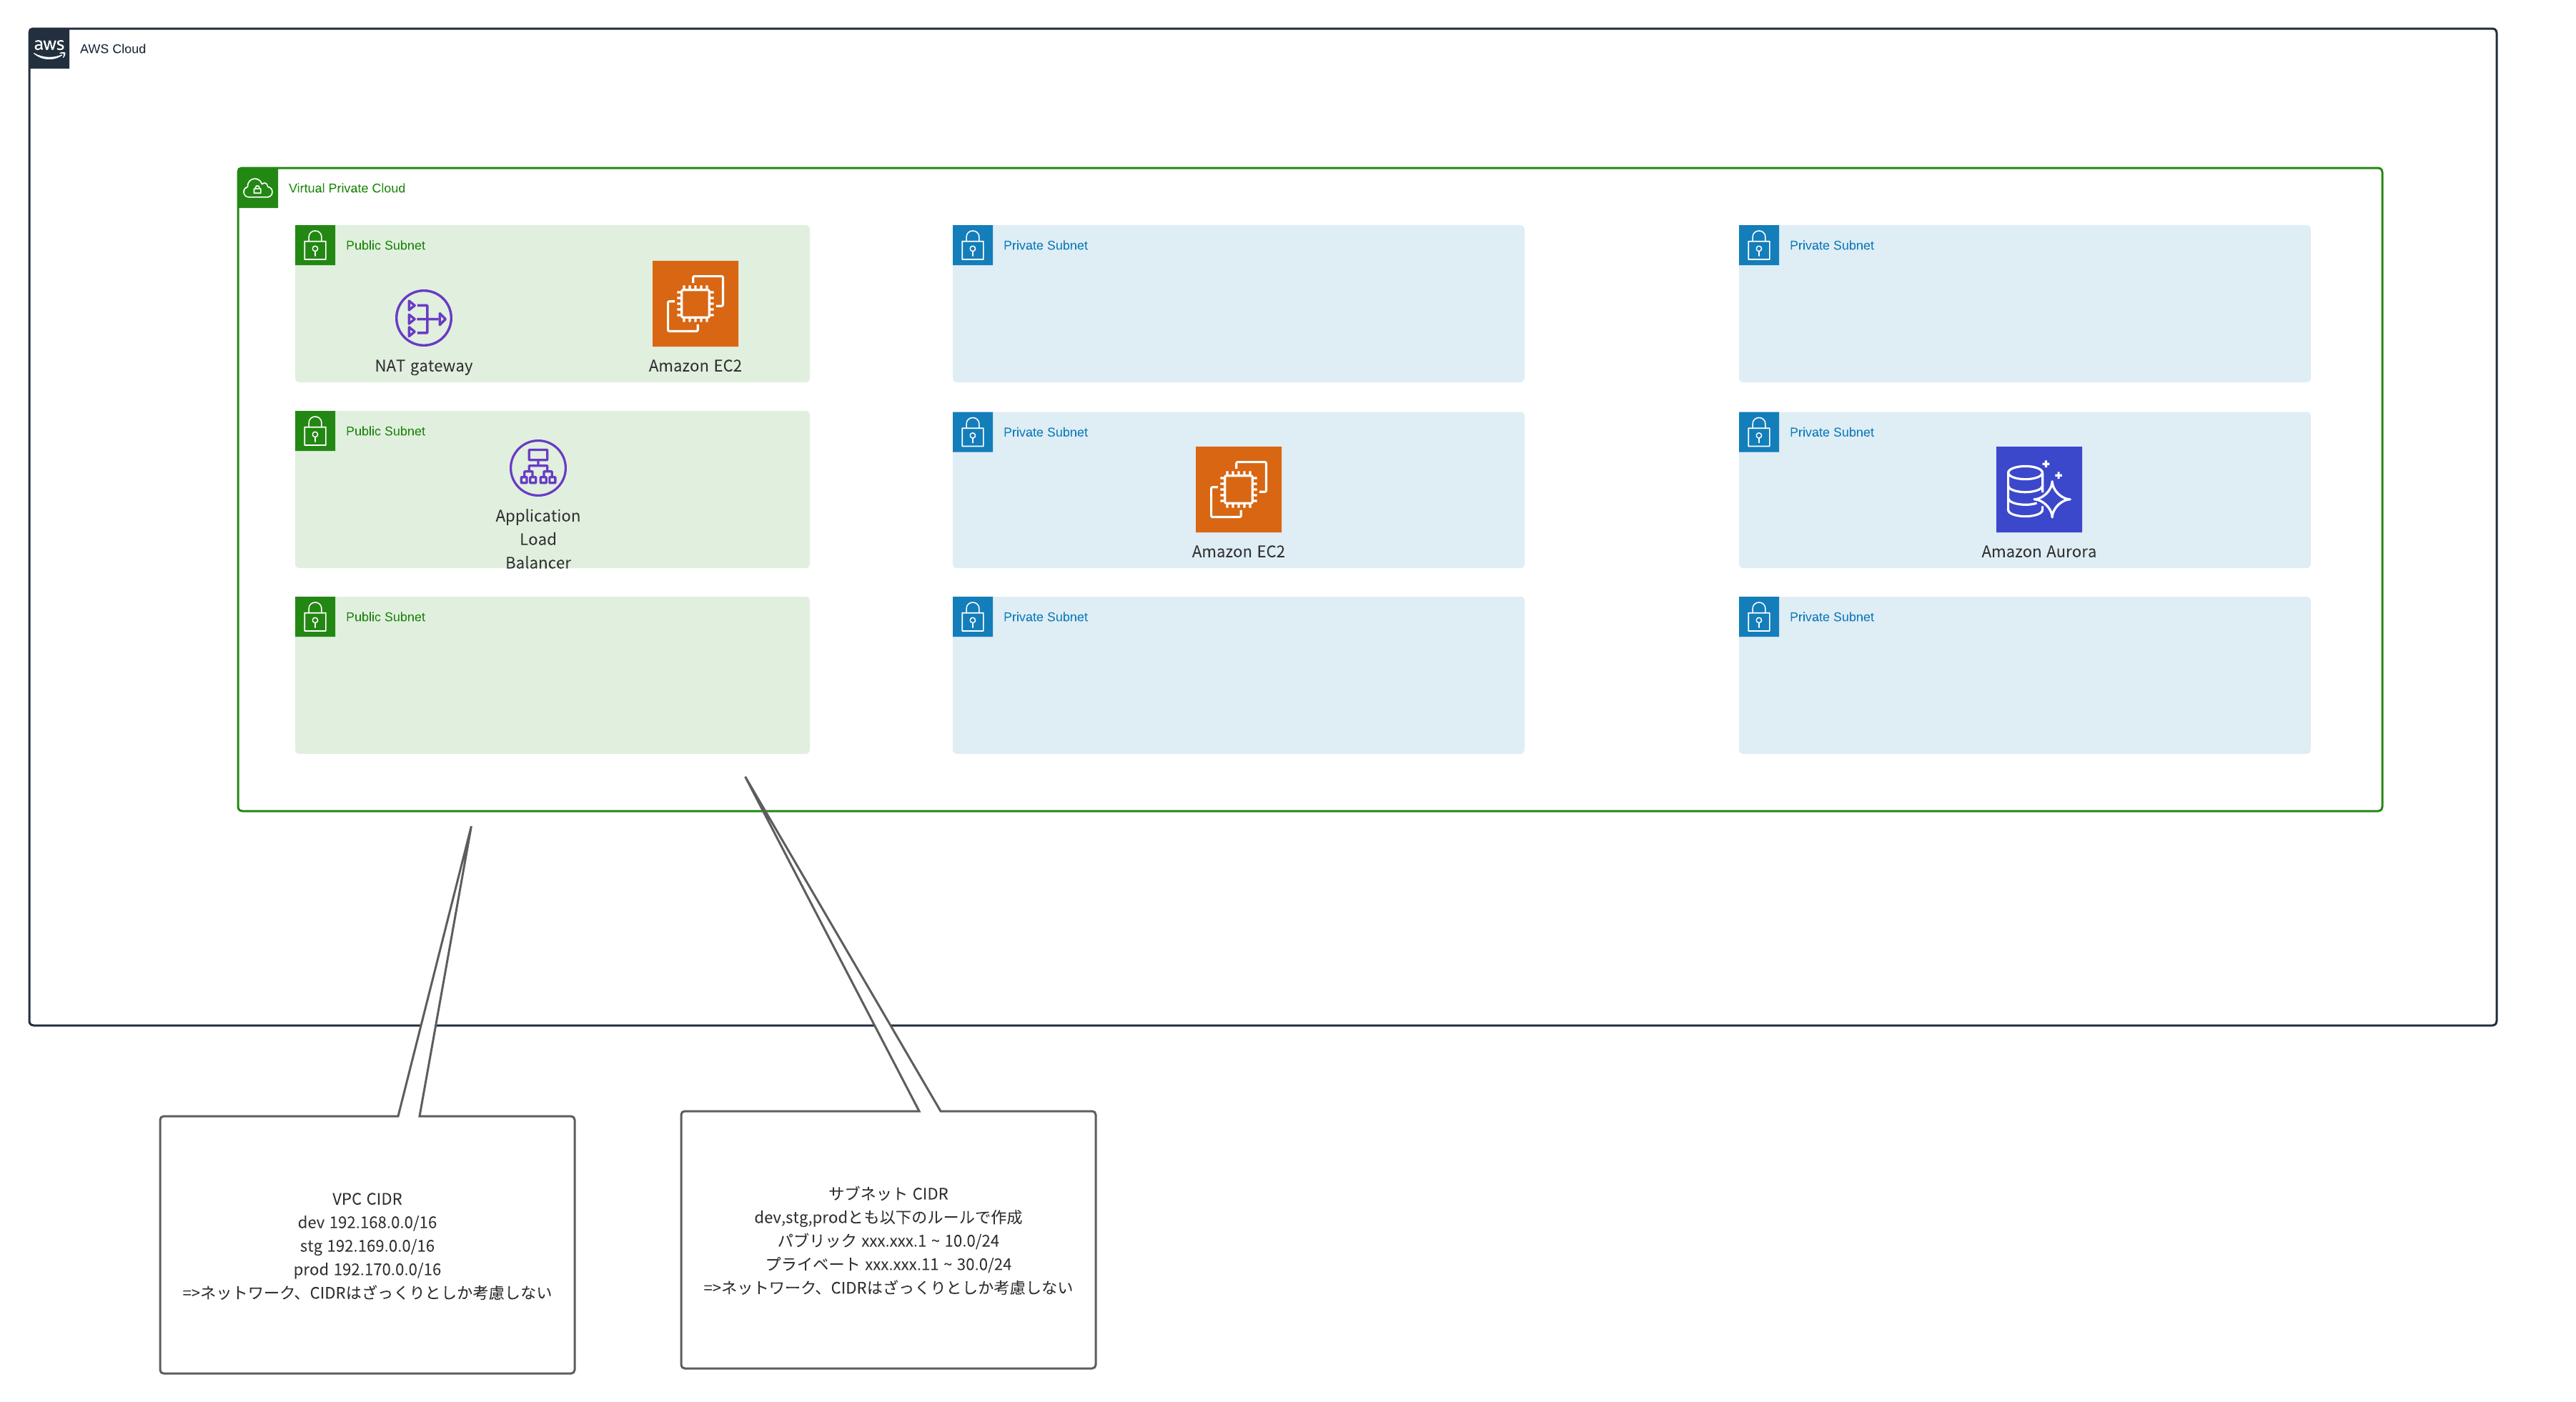 aws
AWS Cloud
Virtual Private Cloud
Public Subnet
NAT gateway
Amazon EC2
Private Subnet
Private Subnet
Public Subnet
Application
Load
Balancer
Private Subnet
Amazon EC2
Private Subnet
Amazon Aurora
Public Subnet
Private Subnet
Private Subnet
VPC CIDR
dev 192.168.0.0/16
stg 192.169.0.0/16
prod 192.170.0.0/16
=>ネットワーク、CIDRはざっくりとしか考慮しない
サブネット CIDR
dev,stg,prodとも以下のルールで作成
パブリック xxx.xxx.1 ~ 10.0/24
プライベート xxx.xxx.11 ~ 30.0/24
=>ネットワーク、CIDRはざっくりとしか考慮しない